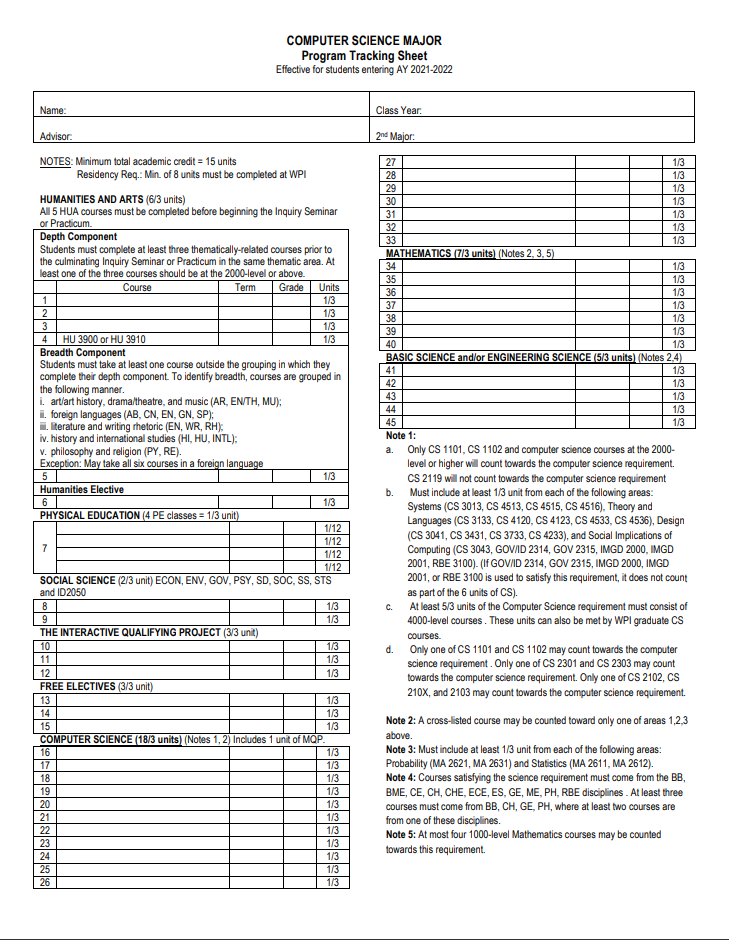 COMPUTER SCIENCE MAJOR
Program Tracking Sheet
Effective for students entering AY 2021-2022
Name:
Class Year:
Advisor:
2nd Major:
NOTES: Minimum total academic credit = 15 units
Residency Req.: Min. of 8 units must be completed at WPI
HUMANITIES AND ARTS (6/3 units)
All 5 HUA courses must be completed before beginning the Inquiry Seminar
or Practicum.
Depth Component
Students must complete at least three thematically-related courses prior to
the culminating Inquiry Seminar or Practicum in the same thematic area. At
least one of the three courses should be at the 2000-level or above.
Course Term Grade Units
1 1/3
2 1/3
3 1/3
4 HU 3900 or HU 3910 1/3
Breadth Component
Students must take at least one course outside the grouping in which they
complete their depth component. To identify breadth, courses are grouped in
the following manner.
i. art/art history, drama/theatre, and music (AR, EN/TH, MU);
ii. foreign languages (AB, CN, EN, GN, SP);
iii. literature and writing rhetoric (EN, WR, RH);
iv. history and international studies (HI, HU, INTL);
v. philosophy and religion (PY, RE).
Exception: May take all six courses in a foreign language
5 1/3
Humanities Elective
6 1/3
PHYSICAL EDUCATION (4 PE classes = 1/3 unit)
7 1/12
1/12
1/12
1/12
SOCIAL SCIENCE (2/3 unit) ECON, ENV, GOV, PSY, SD, SOC, SS, STS
and ID2050
8 1/3
9 1/3
THE INTERACTIVE QUALIFYING PROJECT (3/3 unit)
10 1/3
11 1/3
12 1/3
FREE ELECTIVES (3/3 unit)
13 1/3
14 1/3
15 1/3
COMPUTER SCIENCE (18/3 units) (Notes 1, 2) Includes 1 unit of MQP.
16 1/3
17 1/3
18 1/3
19 1/3
20 1/3
21 1/3
22 1/3
23 1/3
24 1/3
25 1/3
26 1/3
27 1/3
28 1/3
29 1/3
30 1/3
31 1/3
32 1/3
33 1/3
MATHEMATICS (7/3 units) (Notes 2, 3, 5)
34 1/3
35 1/3
36 1/3
37 1/3
38 1/3
39 1/3
40 1/3
BASIC SCIENCE and/or ENGINEERING SCIENCE (5/3 units) (Notes 2,4)
41 1/3
42 1/3
43 1/3
44 1/3
45 1/3
Note 1:
a. Only CS 1101, CS 1102 and computer science courses at the 2000-
level or higher will count towards the computer science requirement.
CS 2119 will not count towards the computer science requirement
b. Must include at least 1/3 unit from each of the following areas:
Systems (CS 3013, CS 4513, CS 4515, CS 4516), Theory and
Languages (CS 3133, CS 4120, CS 4123, CS 4533, CS 4536), Design
(CS 3041, CS 3431, CS 3733, CS 4233), and Social Implications of
Computing (CS 3043, GOV/ID 2314, GOV 2315, IMGD 2000, IMGD
2001, RBE 3100). (If GOV/ID 2314, GOV 2315, IMGD 2000, IMGD
2001, or RBE 3100 is used to satisfy this requirement, it does not count
as part of the 6 units of CS).
c. At least 5/3 units of the Computer Science requirement must consist of
4000-level courses . These units can also be met by WPI graduate CS
courses.
d. Only one of CS 1101 and CS 1102 may count towards the computer
science requirement . Only one of CS 2301 and CS 2303 may count
towards the computer science requirement. Only one of CS 2102, CS
210X, and 2103 may count towards the computer science requirement.
Note 2: A cross-listed course may be counted toward only one of areas 1,2,3
above.
Note 3: Must include at least 1/3 unit from each of the following areas:
Probability (MA 2621, MA 2631) and Statistics (MA 2611, MA 2612).
Note 4: Courses satisfying the science requirement must come from the BB,
BME, CE, CH, CHE, ECE, ES, GE, ME, PH, RBE disciplines . At least three
courses must come from BB, CH, GE, PH, where at least two courses are
from one of these disciplines.
Note 5: At most four 1000-level Mathematics courses may be counted
towards this requirement.